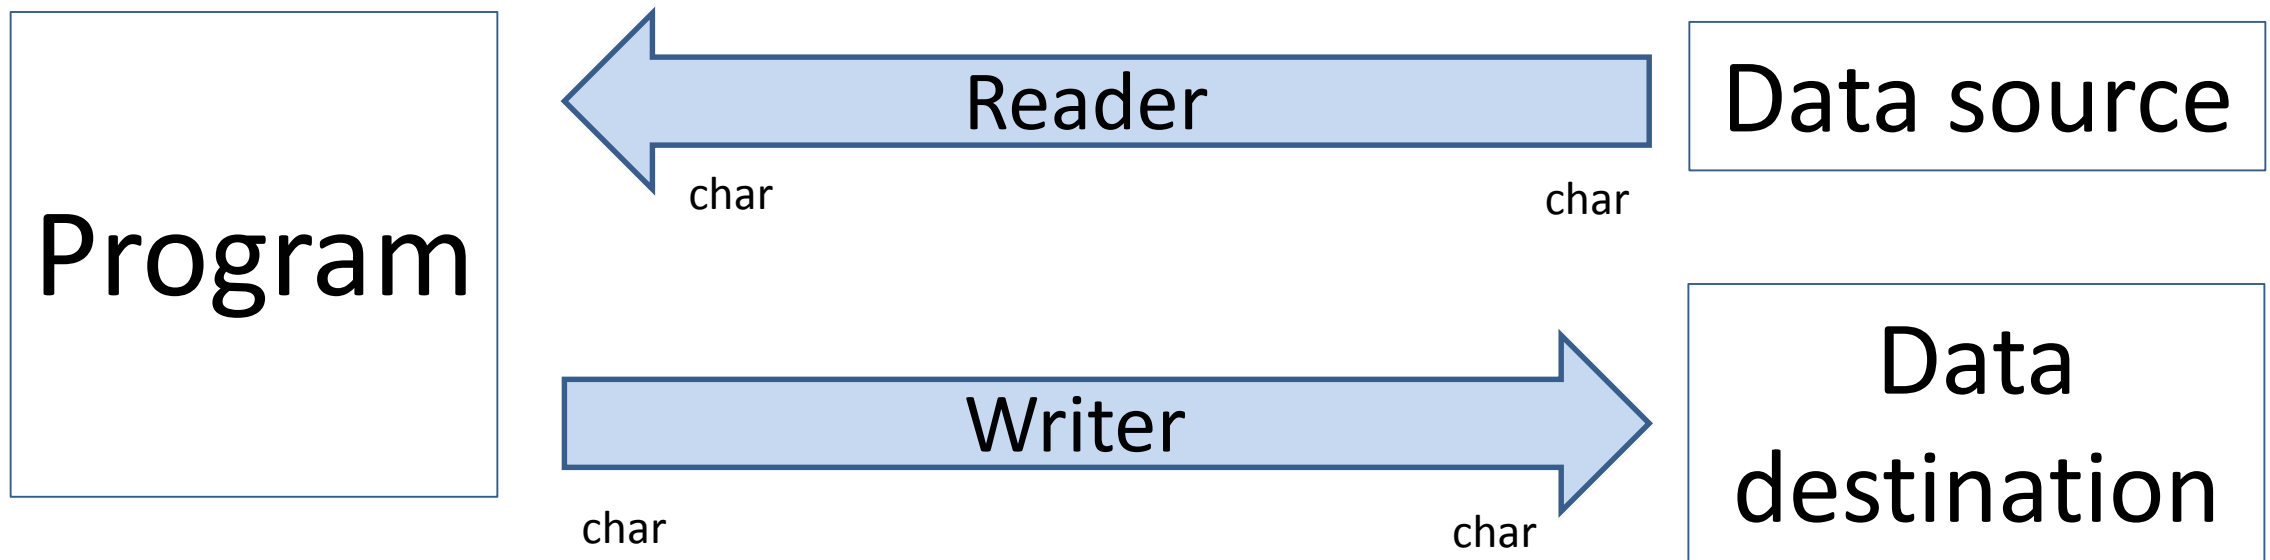 Program
Reader
char
char
Data source
Writer
char
char
Data
destination